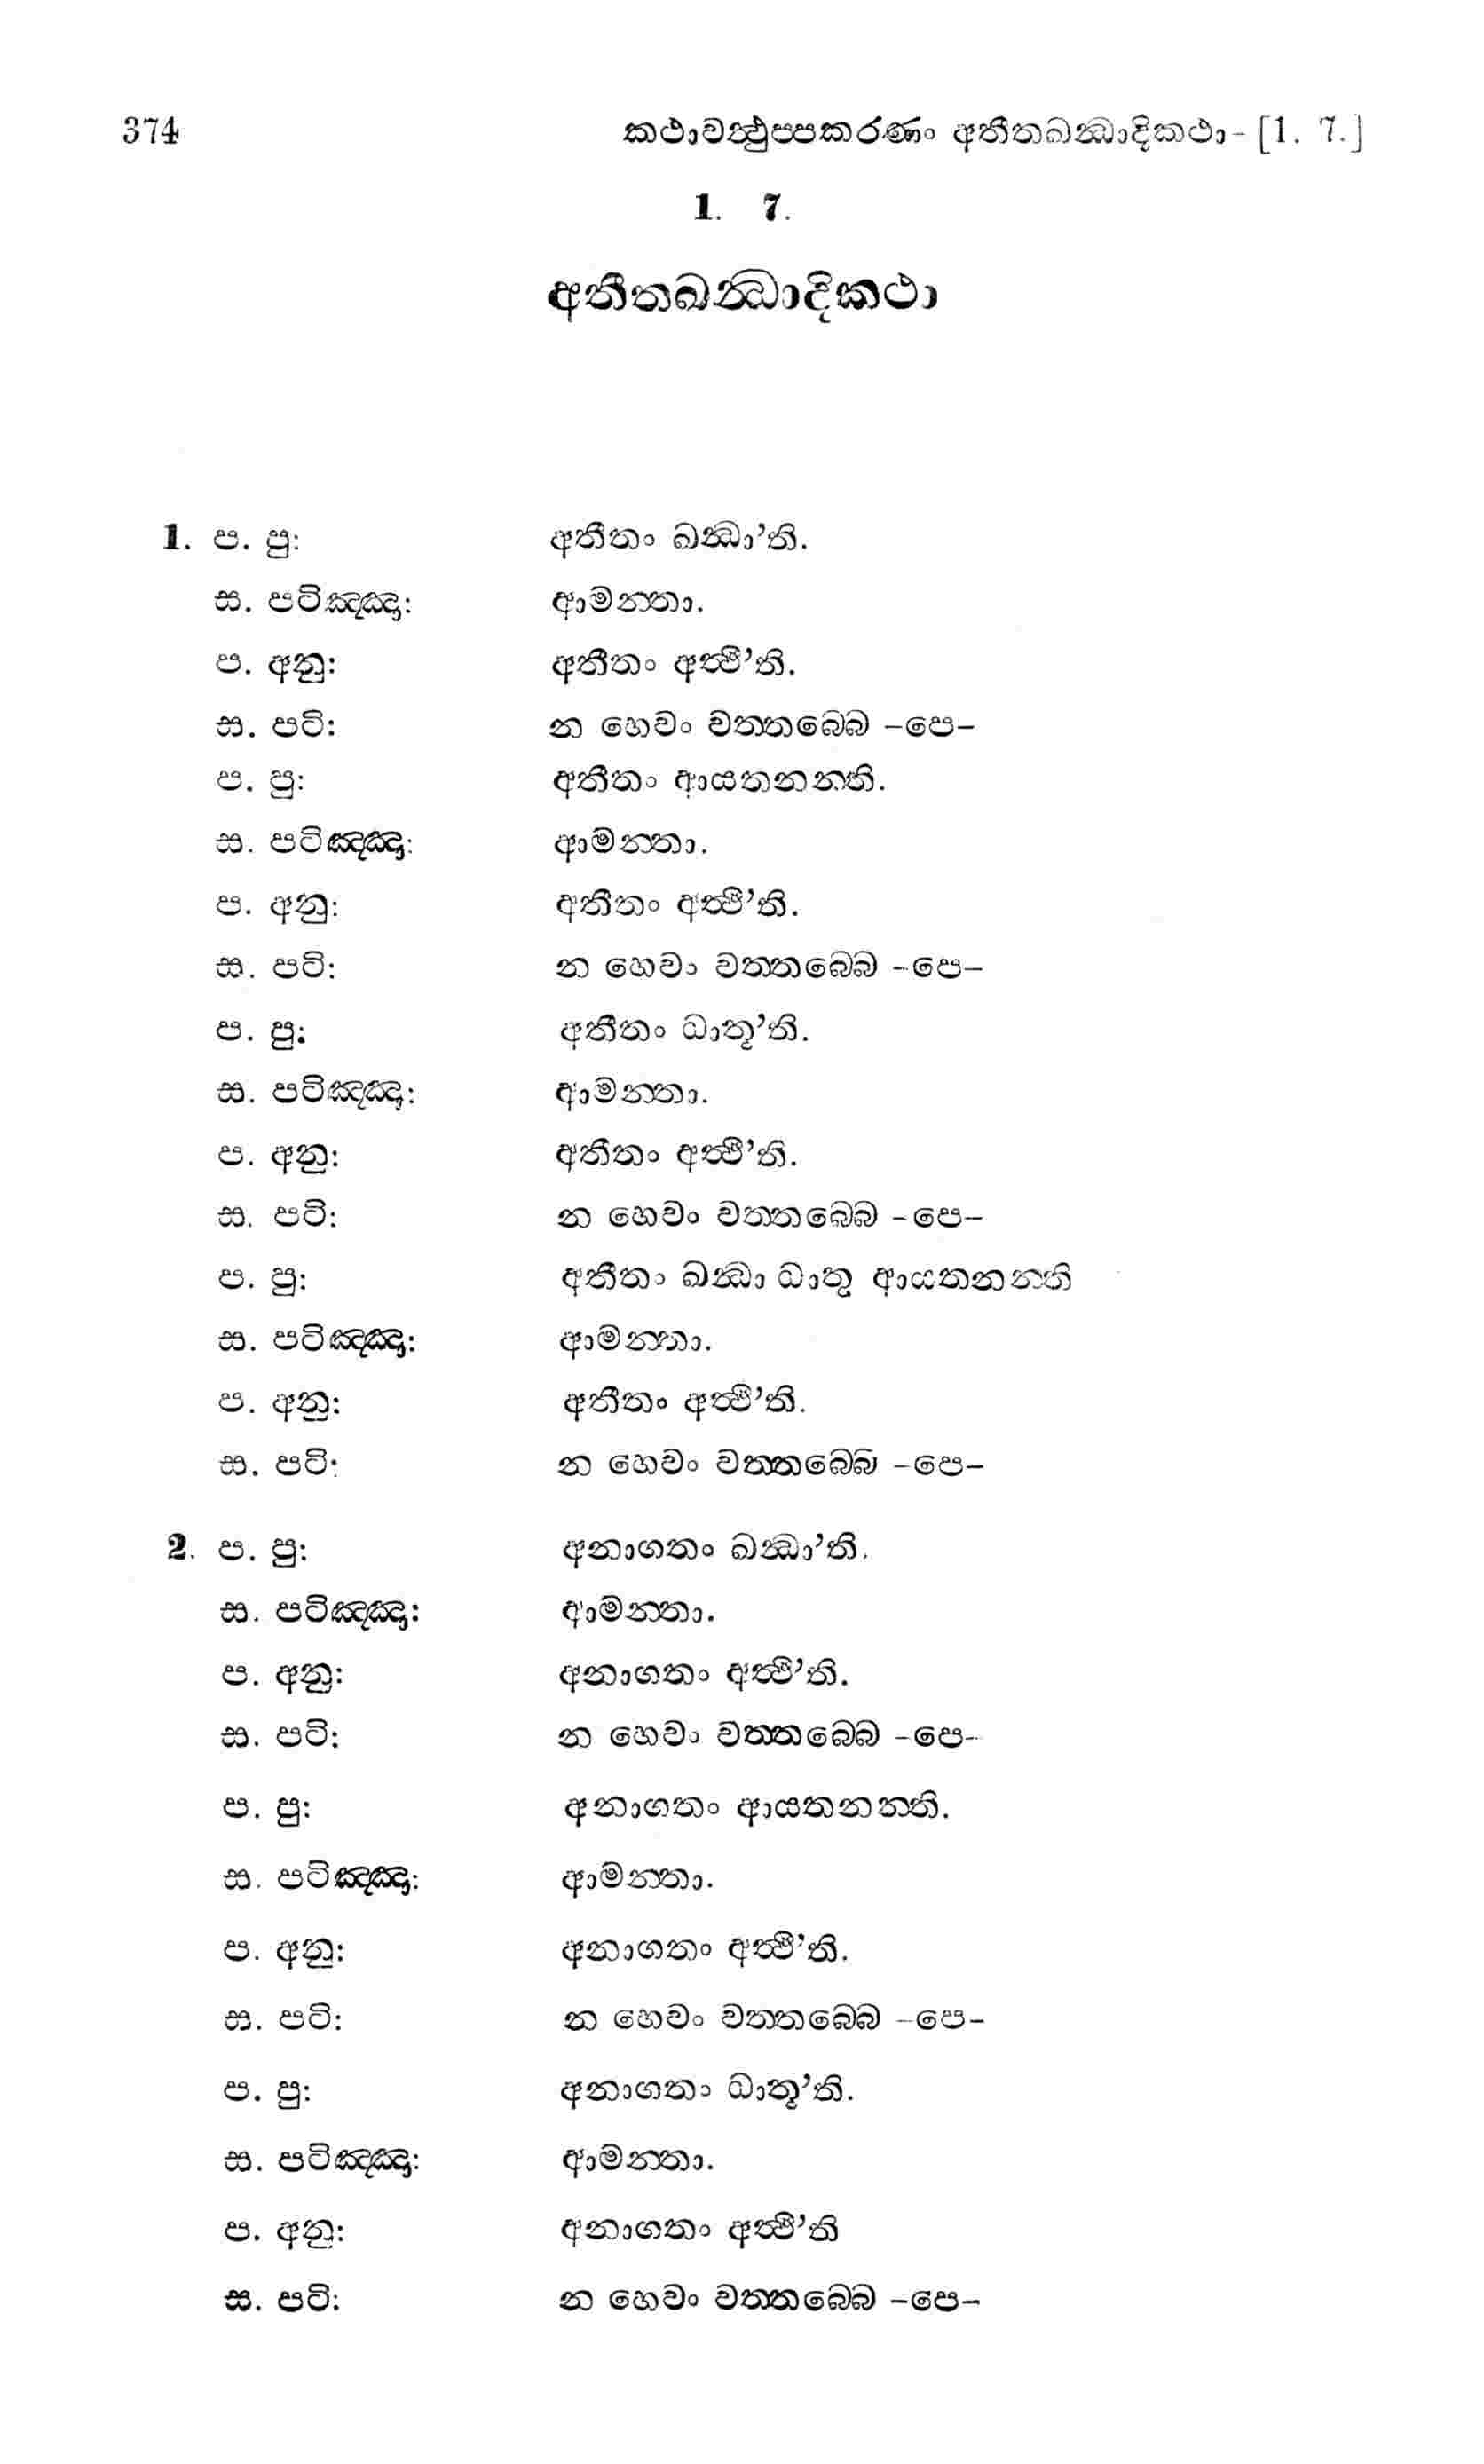 374 කථාවත්‍ථුප්පකරණං අතීතඛන්‍ධාදිකථා- [1. 7.]
1. 7.
අතීතඛන්‍ධාදිකථා
1. ප. පු: අතීතං ඛන්‍ධා’ති.
ස. පටිඤ්ඤා: ආමන්තා.
ප. අනු: අතීතං අත්‍ථී’ති.
ස. පටි: න හෙවං වත්තබ්බෙ -පෙ-
ප. පු: අතීතං ආයතනන්ති.
ස. පටිඤ්ඤා: ආමන්තා.
ප. අනු: අතීතං අත්‍ථී’ති.
ස. පටි: න හෙවං වත්තබ්බෙ -පෙ-
ප. පු: අතීතං ධාතූ’ති.
ස. පටිඤ්ඤා: ආමන්තා.
ප. අනු: අතීතං අත්‍ථී’ති.
ස. පටි: න හෙවං වත්තබ්බෙ -පෙ-
ප. පු: අතීතං ඛන්‍ධා ධාතු ආයතනන්ති
ස. පටිඤ්ඤා: ආමන්තා.
ප. අනු: අතීතං අත්‍ථී’ති.
ස. පටි: න හෙවං වත්තබ්බෙ -පෙ-
2. ප. පු: අනාගතං ඛන්‍ධා’ති.
ස. පටිඤ්ඤා: ආමන්තා.
ප. අනු: අනාගතං අත්‍ථී’ති.
ස. පටි: න හෙවං වත්තබ්බෙ -පෙ-
ප. පු: අනාගතං ආයතනන්ති.
ස. පටිඤ්ඤා: ආමන්තා.
ප. අනු: අනාගතං අත්‍ථී’ති.
ස. පටි: න හෙවං වත්තබ්බෙ -පෙ-
ප. පු: අනාගතං ධාතූ’ති.
ස. පටිඤ්ඤා: ආමන්තා.
ප. අනු: අනාගතං අත්‍ථී’ති
ස. පටි: න හෙවං වත්තබ්බෙ -පෙ-